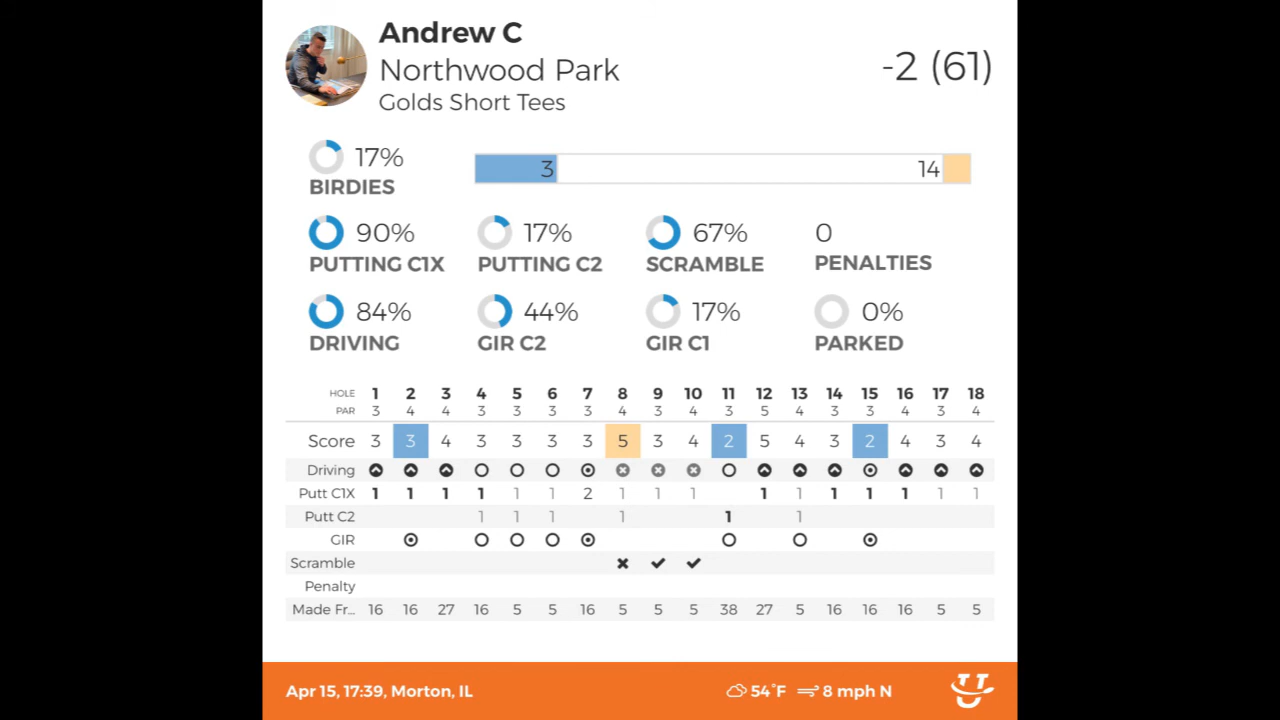 Andrew C
Northwood Park
Golds Short Tees
-2 (61)
17%
BIRDIES
3 14
90% 17% 67% 0
PUTTING C1X PUTTING C2 SCRAMBLE PENALTIES
84% 44% 17% 0%
DRIVING GIR C2 GIR C1 PARKED
HOLE 1 2 3 4 5 6 7 8 9 10 11 12 13 14 15 16 17 18
PAR 3 4 4 3 3 3 3 4 3 4 3 5 4 3 3 4 3 4
Score 3 3 4 3 3 3 3 5 3 4 2 5 4 3 2 4 3 4
Driving
Putt C1X 1 1 1 1 1 1 2 1 1 1 1 1 1 1 1 1 1
Putt C2 1 1 1 1 1 1
GIR
Scramble
Penalty
Made Fr... 16 16 27 16 5 5 16 5 5 5 38 27 5 16 16 16 5 5
Apr 15, 17:39, Morton, IL 54°F 8 mph N